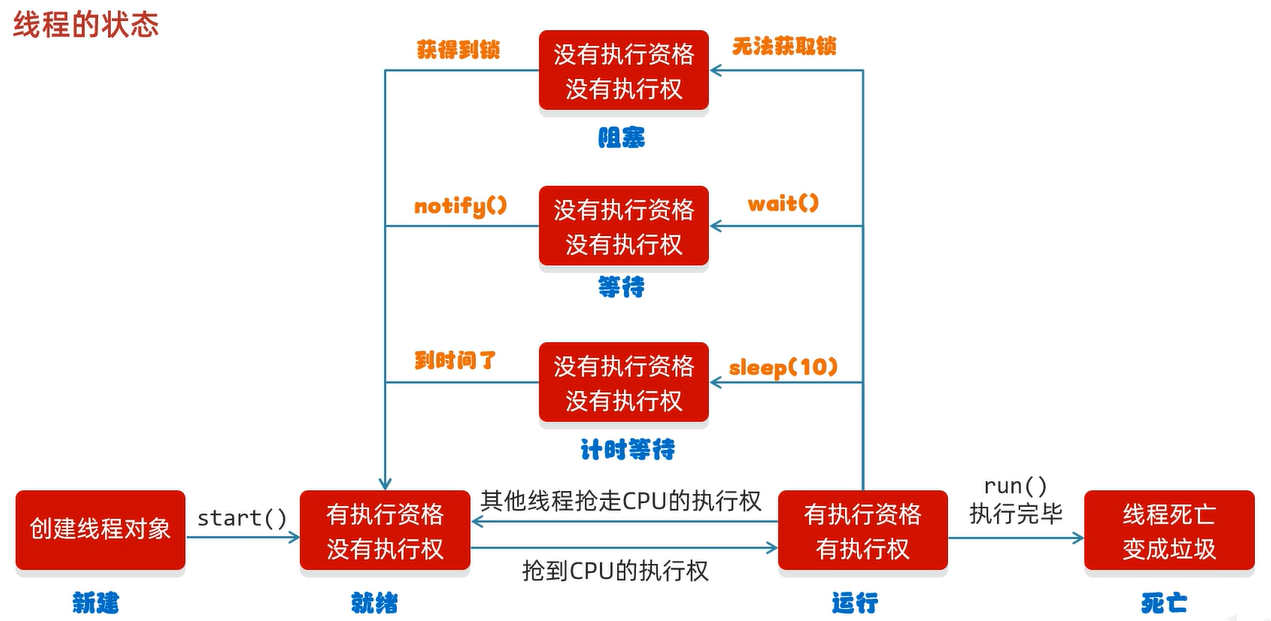 线程的状态
获得到锁
没有执行资格
没有执行权
无法获取锁
阻塞
notify()
没有执行资格
没有执行权
wait()
等待
到时间了
没有执行资格
没有执行权
sleep(10)
计时等待
创建线程对象
新建
start()
有执行资格
没有执行权
就绪
其他线程抢走CPU的执行权
抢到CPU的执行权
有执行资格
有执行权
运行
run()
执行完毕
线程死亡
变成垃圾
死亡